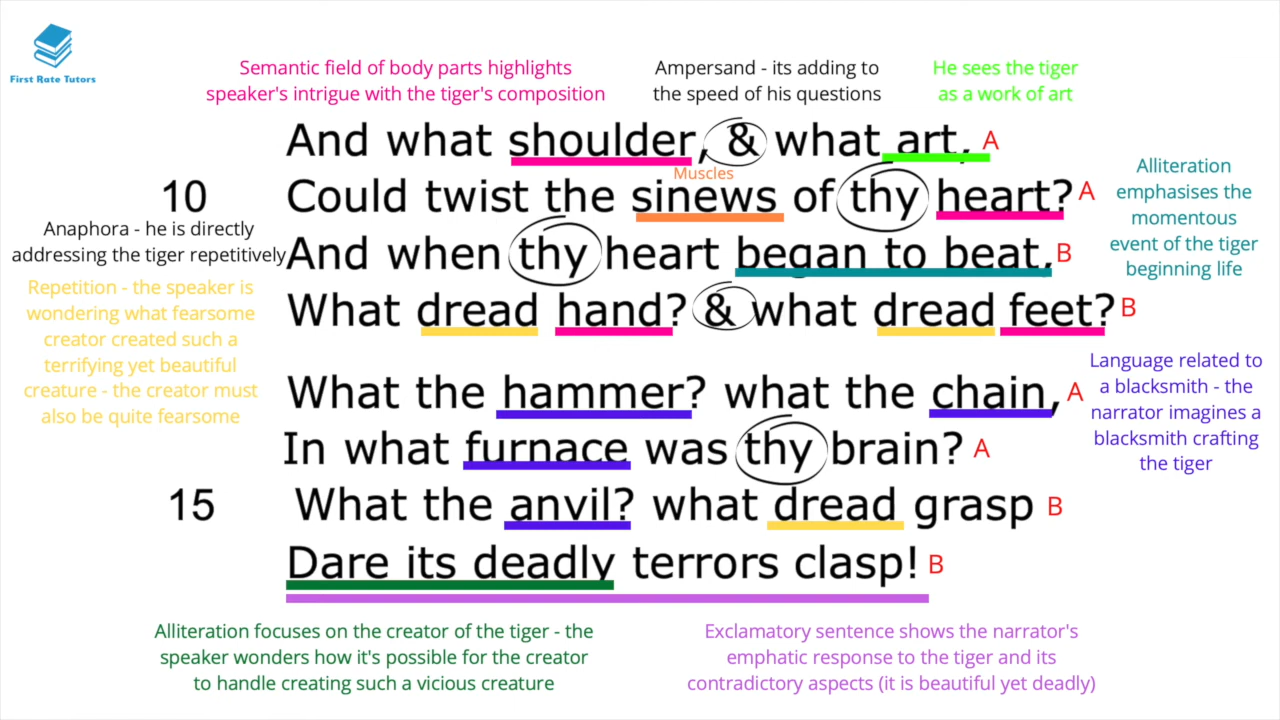 First Rate Tutors
Semantic field of body parts highlights
speaker's intrigue with the tiger's composition
Ampersand - its adding to
the speed of his questions
He sees the tiger
as a work of art
And what shoulder, & what art, A
Muscles
10 Could twist the sinews of thy heart? A
And when thy heart began to beat, B
What dread hand? & what dread feet? B
Anaphora - he is directly
addressing the tiger repetitively
Repetition - the speaker is
wondering what fearsome
creator created such a
terrifying yet beautiful
creature - the creator must
also be quite fearsome
Alliteration
emphasises the
momentous
event of the tiger
beginning life
What the hammer? what the chain, A
In what furnace was thy brain? A
15 What the anvil? what dread grasp B
Dare its deadly terrors clasp! B
Language related to
a blacksmith - the
narrator imagines a
blacksmith crafting
the tiger
Alliteration focuses on the creator of the tiger - the
speaker wonders how it's possible for the creator
to handle creating such a vicious creature
Exclamatory sentence shows the narrator's
emphatic response to the tiger and its
contradictory aspects (it is beautiful yet deadly)